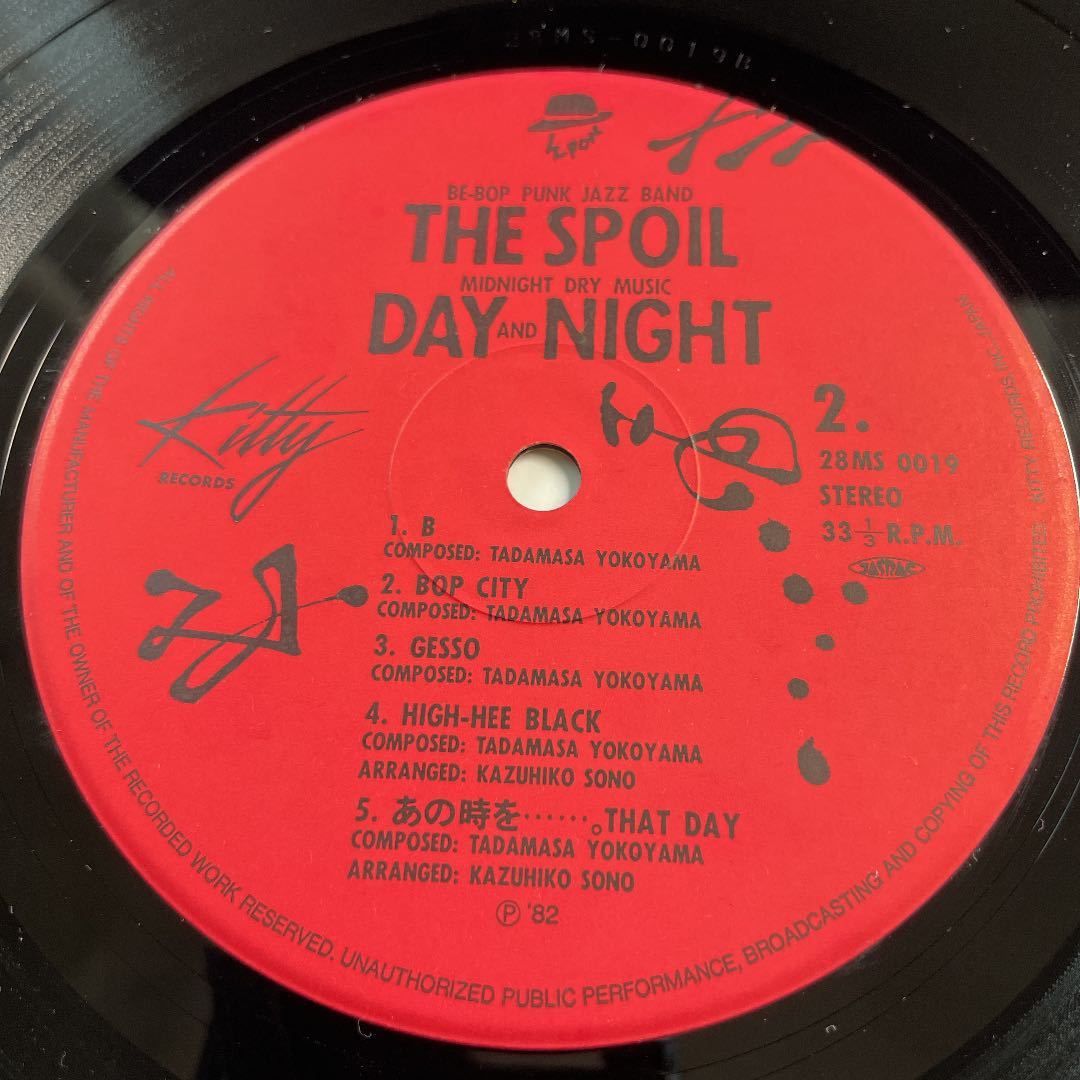 28MS-0019B
BE-BOP PUNK JAZZ BAND
THE SPOIL
MIDNIGHT DRY MUSIC
DAY AND NIGHT
Kitty
RECORDS
2.
28MS 0019
STEREO
33 1/3 R.P.M.
JASRAC
1. B
COMPOSED: TADAMASA YOKOYAMA
2. BOP CITY
COMPOSED: TADAMASA YOKOYAMA
3. GESSO
COMPOSED: TADAMASA YOKOYAMA
4. HIGH-HEE BLACK
COMPOSED: TADAMASA YOKOYAMA
ARRANGED: KAZUHIKO SONO
5. あの時を……。THAT DAY
COMPOSED: TADAMASA YOKOYAMA
ARRANGED: KAZUHIKO SONO
Ⓟ '82
ALL RIGHTS OF THE MANUFACTURER AND OF THE OWNER OF THE RECORDED WORK RESERVED. UNAUTHORIZED PUBLIC PERFORMANCE, BROADCASTING AND COPYING OF THIS RECORD PROHIBITED. KITTY RECORDS INC. JAPAN